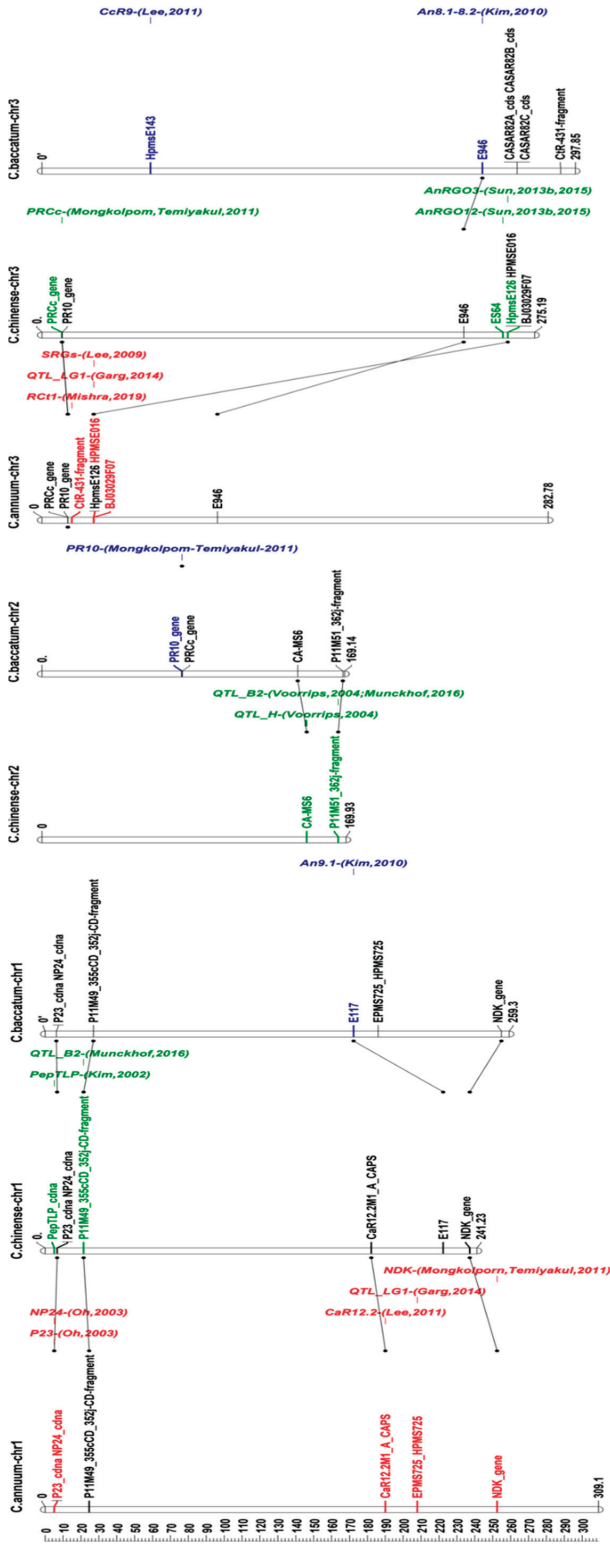 C.annuum-chr1
0
10
20
30
40
50
60
70
80
90
100
110
120
130
140
150
160
170
180
190
200
210
220
230
240
250
260
270
280
290
300
0
P23_cdna NP24_cdna
P11M49_355cCD_352j-CD-fragment
CaR12.2M1_A_CAPS
EPMS725_HPMS725
NDK_gene
309.1
NP24-(Oh,2003)
P23-(Oh,2003)
NDK-(Mongkolporn,Temiyakul,2011)
QTL_LG1-(Garg,2014)
CaR12.2-(Lee,2011)
C.chinense-chr1
0.
PepTLP_cdna
P23_cdna NP24_cdna
P11M49_355cCD_352j-CD-fragment
CaR12.2M1_A_CAPS
E117
NDK_gene
241.23
QTL_B2-(Munckhof,2016)
PepTLP-(Kim,2002)
C.baccatum-chr1
0'
P23_cdna NP24_cdna
P11M49_355cCD_352j-CD-fragment
E117
EPMS725_HPMS725
NDK_gene
259.3
An9.1-(Kim,2010)
C.chinense-chr2
0
CA-MS6
P11M51_362j-fragment
169.93
QTL_B2-(Voorrips,2004;Munckhof,2016)
QTL_H-(Voorrips,2004)
C.baccatum-chr2
0.
PR10_gene
PRCc_gene
CA-MS6
P11M51_362j-fragment
169.14
PR10-(Mongkolpom-Temiyakul-2011)
C.annuum-chr3
0
PRCc_gene
PR10_gene
CtR-431-fragment
HpmsE126 HPMSE016
BJ03029F07
E946
282.78
SRGs-(Lee,2009)
QTL_LG1-(Garg,2014)
RCt1-(Mishra,2019)
C.chinense-chr3
0.
PRCc_gene
PR10_gene
E946
ES64
HpmsE126 HPMSE016
BJ03029F07
275.19
PRCc-(Mongkolpom,Temiyakul,2011)
AnRGO3-(Sun,2013b,2015)
AnRGO12-(Sun,2013b,2015)
C.baccatum-chr3
0'
HpmsE143
E946
CASAR82A_cds CASAR82B_cds
CASAR82C_cds
CtR-431-fragment
297.85
CcR9-(Lee,2011)
An8.1-8.2-(Kim,2010)